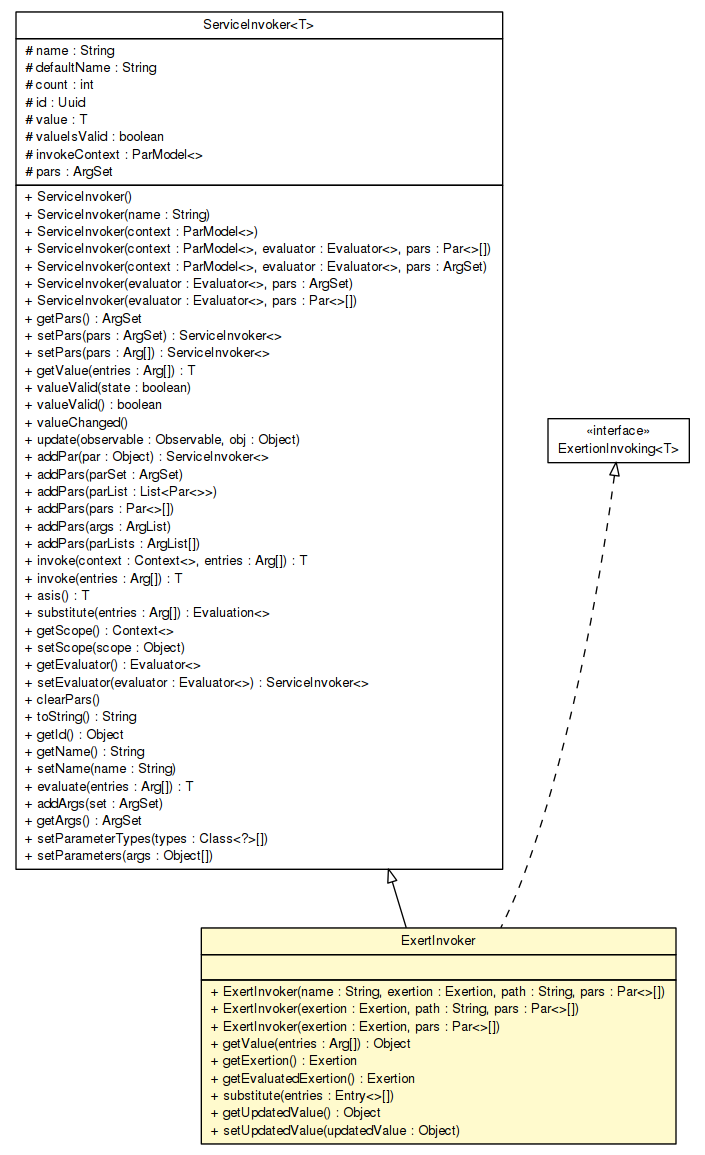 ServiceInvoker<T>
# name : String
# defaultName : String
# count : int
# id : Uuid
# value : T
# valueIsValid : boolean
# invokeContext : ParModel<>
# pars : ArgSet
+ ServiceInvoker()
+ ServiceInvoker(name : String)
+ ServiceInvoker(context : ParModel<>)
+ ServiceInvoker(context : ParModel<>, evaluator : Evaluator<>, pars : Par<>[])
+ ServiceInvoker(context : ParModel<>, evaluator : Evaluator<>, pars : ArgSet)
+ ServiceInvoker(evaluator : Evaluator<>, pars : ArgSet)
+ ServiceInvoker(evaluator : Evaluator<>, pars : Par<>[])
+ getPars() : ArgSet
+ setPars(pars : ArgSet) : ServiceInvoker<>
+ setPars(pars : Arg[]) : ServiceInvoker<>
+ getValue(entries : Arg[]) : T
+ valueValid(state : boolean)
+ valueValid() : boolean
+ valueChanged()
+ update(observable : Observable, obj : Object)
+ addPar(par : Object) : ServiceInvoker<>
+ addPars(parSet : ArgSet)
+ addPars(parList : List<Par<>>)
+ addPars(pars : Par<>[])
+ addPars(args : ArgList)
+ addPars(parLists : ArgList[])
+ invoke(context : Context<>, entries : Arg[]) : T
+ invoke(entries : Arg[]) : T
+ asis() : T
+ substitute(entries : Arg[]) : Evaluation<>
+ getScope() : Context<>
+ setScope(scope : Object)
+ getEvaluator() : Evaluator<>
+ setEvaluator(evaluator : Evaluator<>) : ServiceInvoker<>
+ clearPars()
+ toString() : String
+ getId() : Object
+ getName() : String
+ setName(name : String)
+ evaluate(entries : Arg[]) : T
+ addArgs(set : ArgSet)
+ getArgs() : ArgSet
+ setParameterTypes(types : Class<?>[])
+ setParameters(args : Object[])
«interface»
ExertionInvoking<T>
ExertInvoker
+ ExertInvoker(name : String, exertion : Exertion, path : String, pars : Par<>[])
+ ExertInvoker(exertion : Exertion, path : String, pars : Par<>[])
+ ExertInvoker(exertion : Exertion, pars : Par<>[])
+ getValue(entries : Arg[]) : Object
+ getExertion() : Exertion
+ getEvaluatedExertion() : Exertion
+ substitute(entries : Entry<>[])
+ getUpdatedValue() : Object
+ setUpdatedValue(updatedValue : Object)